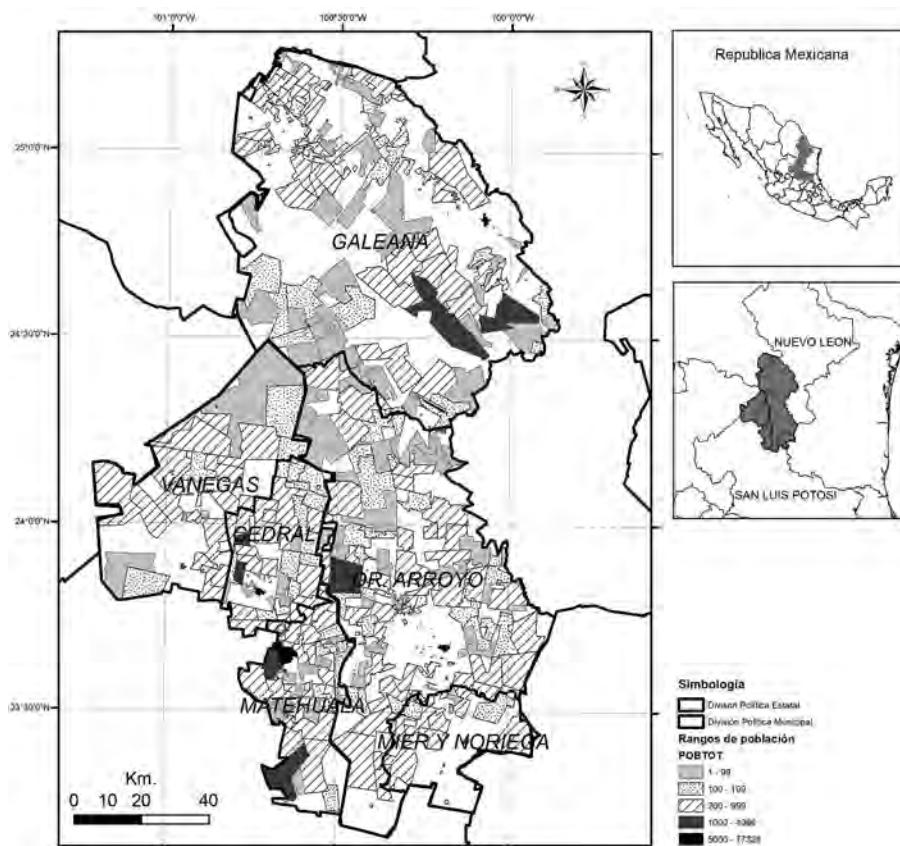 101°0'0"W 100°30'0"W 100°0'0"W
25°0'0"N
24°30'0"N
24°0'0"N
23°30'0"N
GALEANA
VANEGAS
CEDRAL
DR. ARROYO
MATEHUALA
MIER Y NORIEGA
Km.
0 10 20 40
Republica Mexicana
NUEVO LEON
SAN LUIS POTOSI
Simbología
División Política Estatal
División Política Municipal
Rangos de población
POBTOT
1 - 99
100 - 199
200 - 999